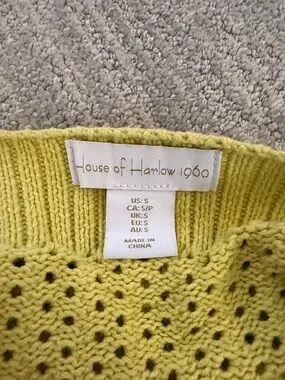 House of Harlow 1960
US: S
CA: S/P
UK: S
EU: S
AU: S
MADE IN
CHINA